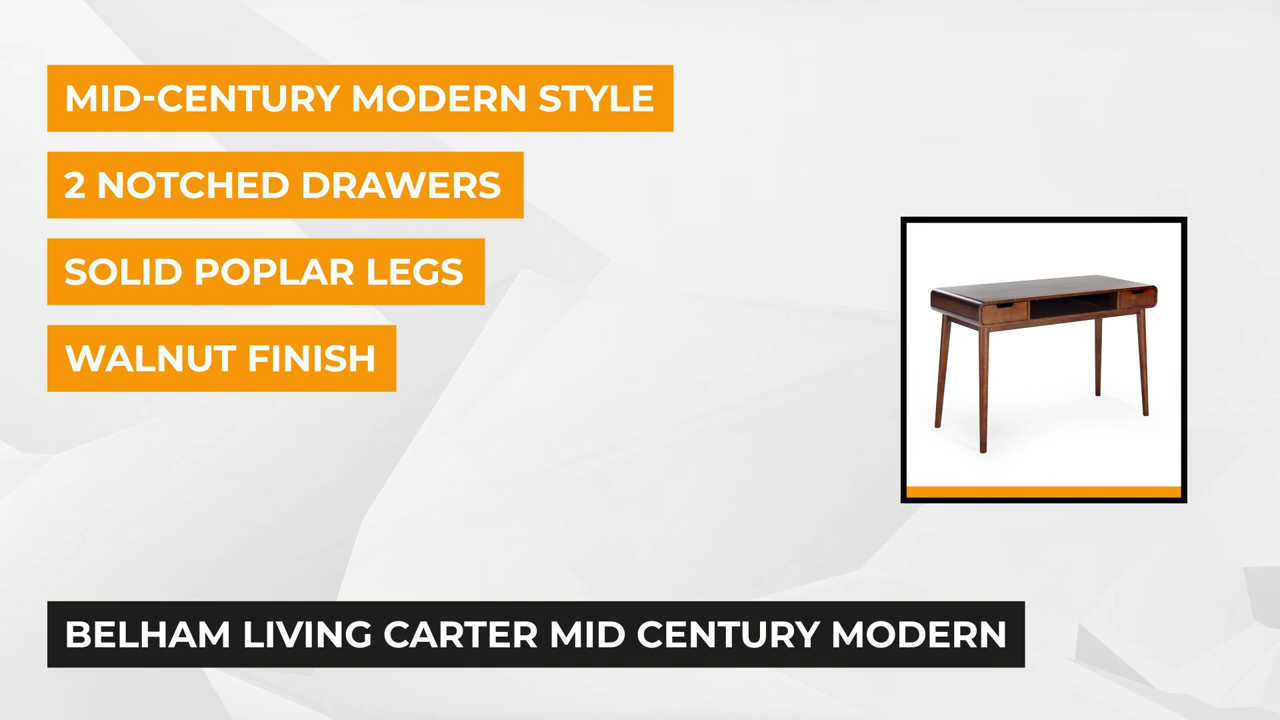 MID-CENTURY MODERN STYLE
2 NOTCHED DRAWERS
SOLID POPLAR LEGS
WALNUT FINISH
BELHAM LIVING CARTER MID CENTURY MODERN